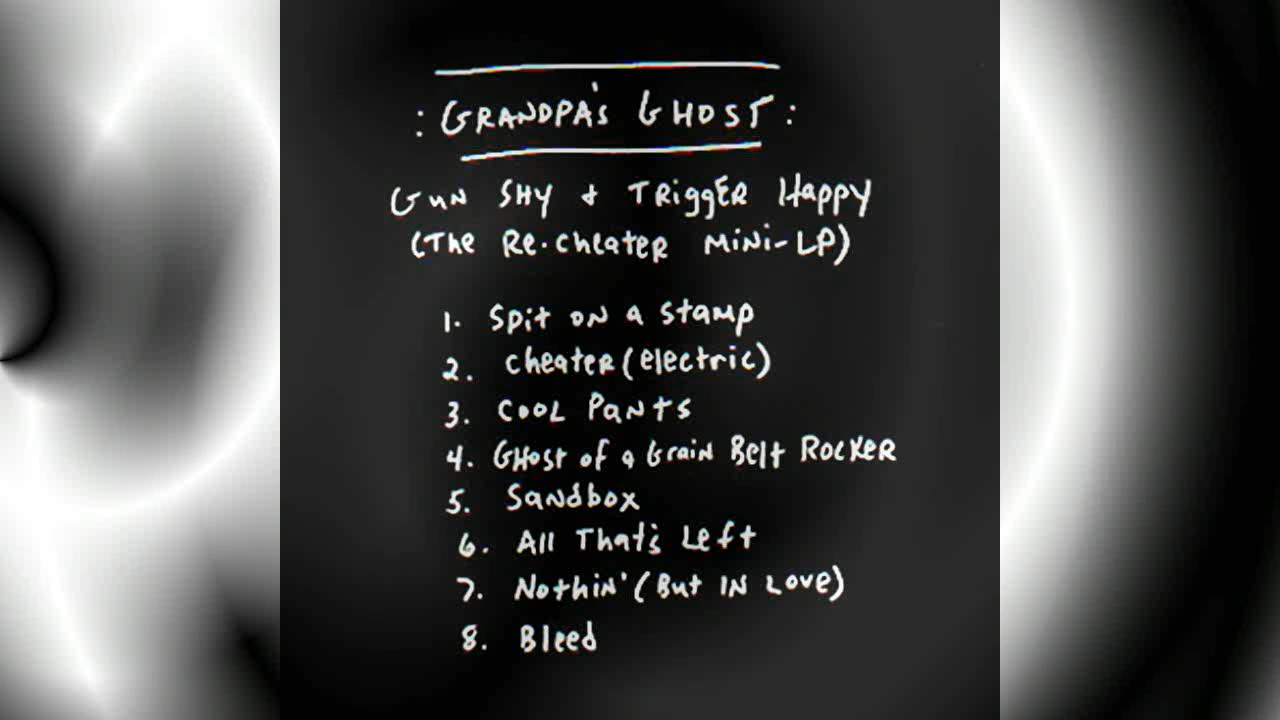 : GRANDPA'S GHOST :
GUN SHY + TRiggER Happy
(The Re-cheater MiNi-LP)
1. Spit ON a Stamp
2. Cheater (electric)
3. COOL PaNts
4. GHost of a Grain Belt ROCKER
5. Sandbox
6. All That's Left
7. Nothin' (But IN Love)
8. Bleed